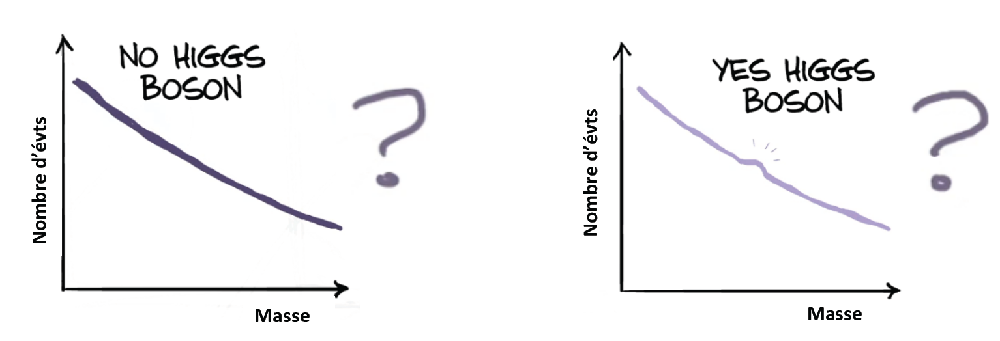 NO HIGGS
BOSON
?
Nombre d'évts
Masse
YES HIGGS
BOSON
?
Nombre d'évts
Masse